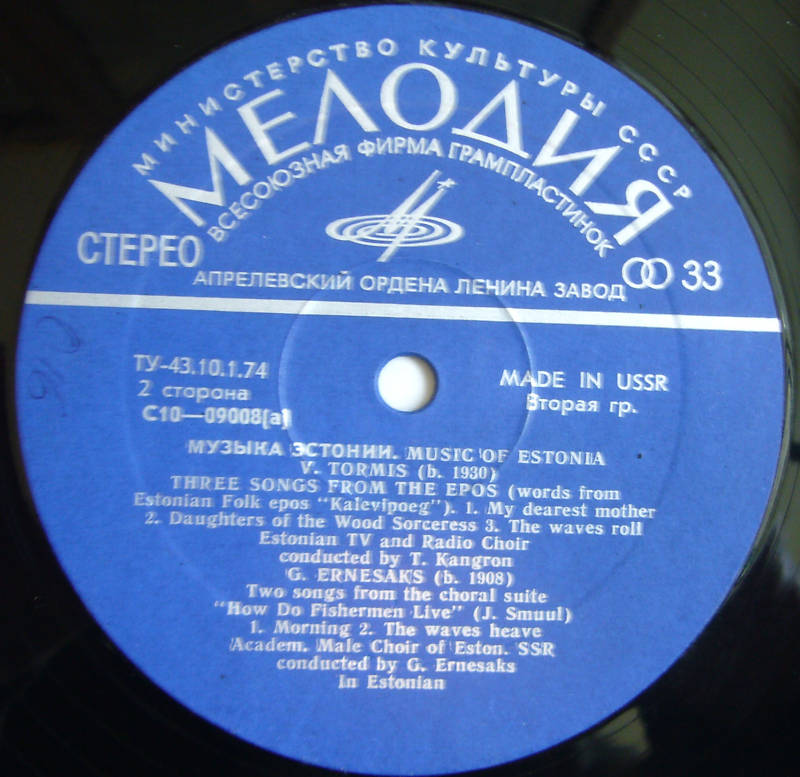 МИНИСТЕРСТВО КУЛЬТУРЫ СССР
МЕЛОДИЯ
ВСЕСОЮЗНАЯ ФИРМА ГРАМПЛАСТИНОК
СТЕРЕО
33
АПРЕЛЕВСКИЙ ОРДЕНА ЛЕНИНА ЗАВОД
ТУ-43.10.1.74
2 сторона
С10—09008(а)
MADE IN USSR
Вторая гр.
МУЗЫКА ЭСТОНИИ. MUSIC OF ESTONIA
V. TORMIS (b. 1930)
THREE SONGS FROM THE EPOS (words from
Estonian Folk epos "Kalevipoeg"). 1. My dearest mother
2. Daughters of the Wood Sorceress 3. The waves roll
Estonian TV and Radio Choir
conducted by T. Kangron
G. ERNESAKS (b. 1908)
Two songs from the choral suite
"How Do Fishermen Live" (J. Smuul)
1. Morning 2. The waves heave
Academ. Male Choir of Eston. SSR
conducted by G. Ernesaks
In Estonian